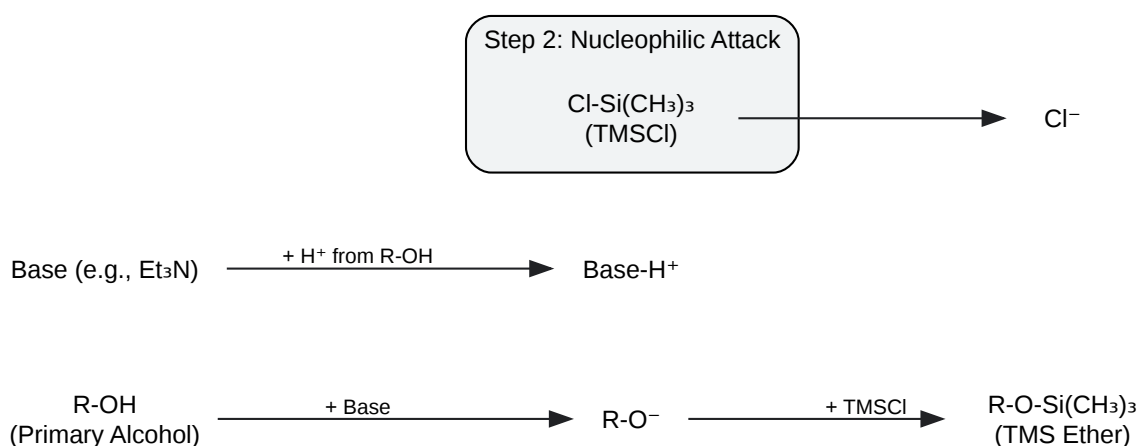 Step 2: Nucleophilic Attack
Cl-Si(CH₃)₃
(TMSCl)
Cl⁻
Base (e.g., Et₃N)
+ H⁺ from R-OH
Base-H⁺
R-OH
(Primary Alcohol)
+ Base
R-O⁻
+ TMSCl
R-O-Si(CH₃)₃
(TMS Ether)